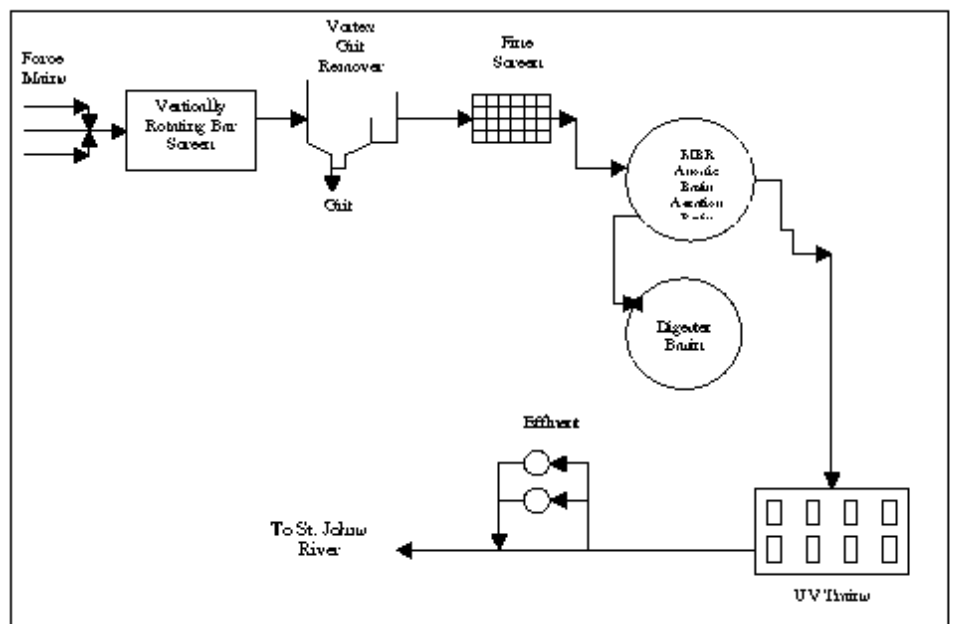 Force
Mains
Vertically
Rotating Bar
Screen
Vortex
Grit
Remover
Grit
Fine
Screen
MBR
Anoxic
Basin
Aeration
Basin
Digester
Basin
Effluent
To St. Johns
River
UV Trains